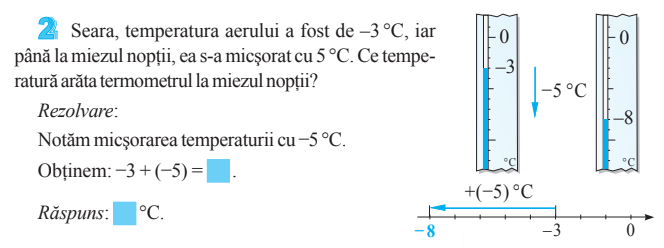 2 Seara, temperatura aerului a fost de −3 °C, iar
până la miezul nopții, ea s-a micșorat cu 5 °C. Ce tempe-
ratură arăta termometrul la miezul nopții?
Rezolvare:
Notăm micșorarea temperaturii cu −5 °C.
Obținem: −3 + (−5) = .
Răspuns: °C.
0
−3
−5 °C
°C
0
−8
°C
+(−5) °C
−8 −3 0